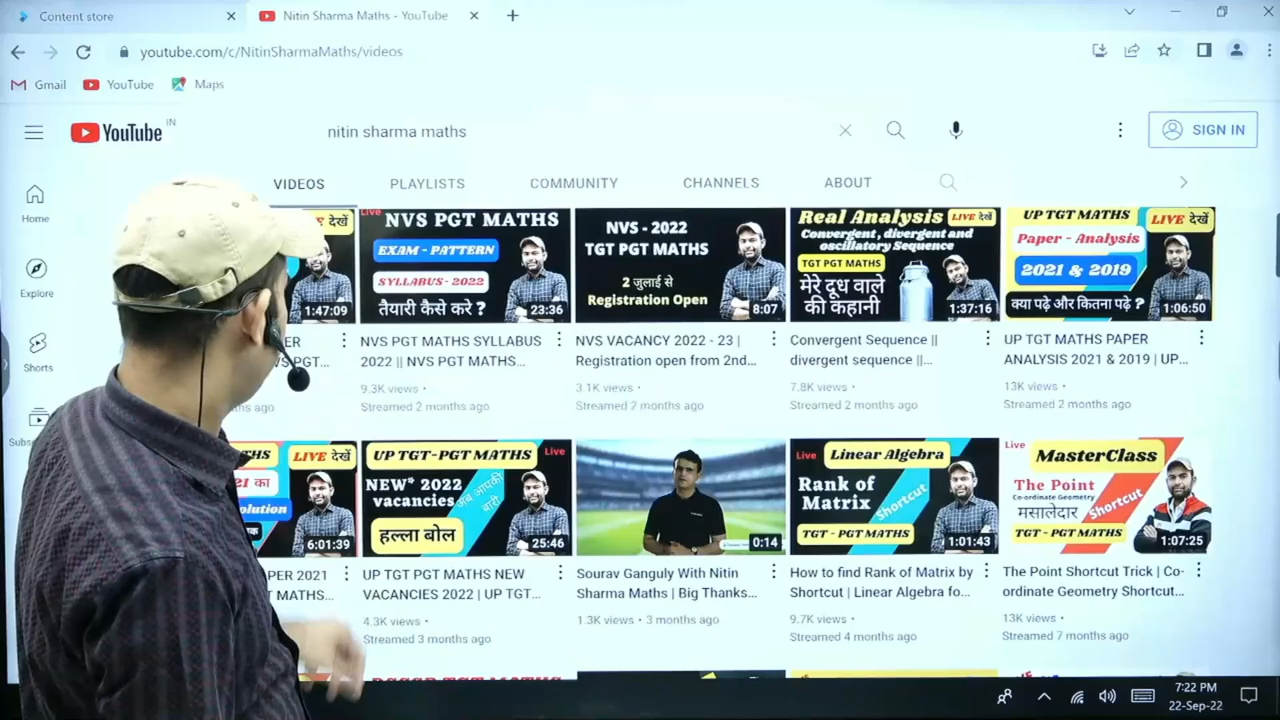 Content store
Nitin Sharma Maths - YouTube
youtube.com/c/NitinSharmaMaths/videos
Gmail
YouTube
Maps
YouTube IN
nitin sharma maths
SIGN IN
VIDEOS
PLAYLISTS
COMMUNITY
CHANNELS
ABOUT
Home
Explore
Shorts
देखें
1:47:09
Live
NVS PGT MATHS
EXAM - PATTERN
SYLLABUS- 2022
तैयारी कैसे करे ?
23:36
NVS PGT MATHS SYLLABUS
2022 || NVS PGT MATHS...
9.3K views •
Streamed 2 months ago
NVS - 2022
TGT PGT MATHS
2 जुलाई से
Registration Open
8:07
NVS VACANCY 2022 - 23 |
Registration open from 2nd...
3.1K views •
Streamed 2 months ago
Real Analysis
LIVE देखें
Convergent, divergent and
oscillatory Sequence
TGT PGT MATHS
मेरे दूध वाले
की कहानी
1:37:16
Convergent Sequence ||
divergent sequence ||...
7.8K views •
Streamed 2 months ago
UP TGT MATHS
LIVE देखें
Paper - Analysis
2021 & 2019
क्या पढ़े और कितना पढ़े ?
1:06:50
UP TGT MATHS PAPER
ANALYSIS 2021 & 2019 | UP...
13K views •
Streamed 2 months ago
LIVE देखें
21 का
6:01:39
PER 2021
T MATHS...
UP TGT-PGT MATHS
Live
NEW* 2022
vacancies
अब आपकी
बारी
हल्ला बोल
25:46
UP TGT PGT MATHS NEW
VACANCIES 2022 | UP TGT...
4.3K views •
Streamed 3 months ago
0:14
Sourav Ganguly With Nitin
Sharma Maths | Big Thanks...
1.3K views • 3 months ago
Live
Linear Algebra
Rank of
Matrix
Shortcut
TGT - PGT MATHS
1:01:43
How to find Rank of Matrix by
Shortcut | Linear Algebra fo...
9.7K views •
Streamed 4 months ago
Live
MasterClass
The Point
Co-ordinate Geometry
मसालेदार
Shortcut
TGT - PGT MATHS
1:07:25
The Point Shortcut Trick | Co-
ordinate Geometry Shortcut...
13K views •
Streamed 7 months ago
7:22 PM
22-Sep-22